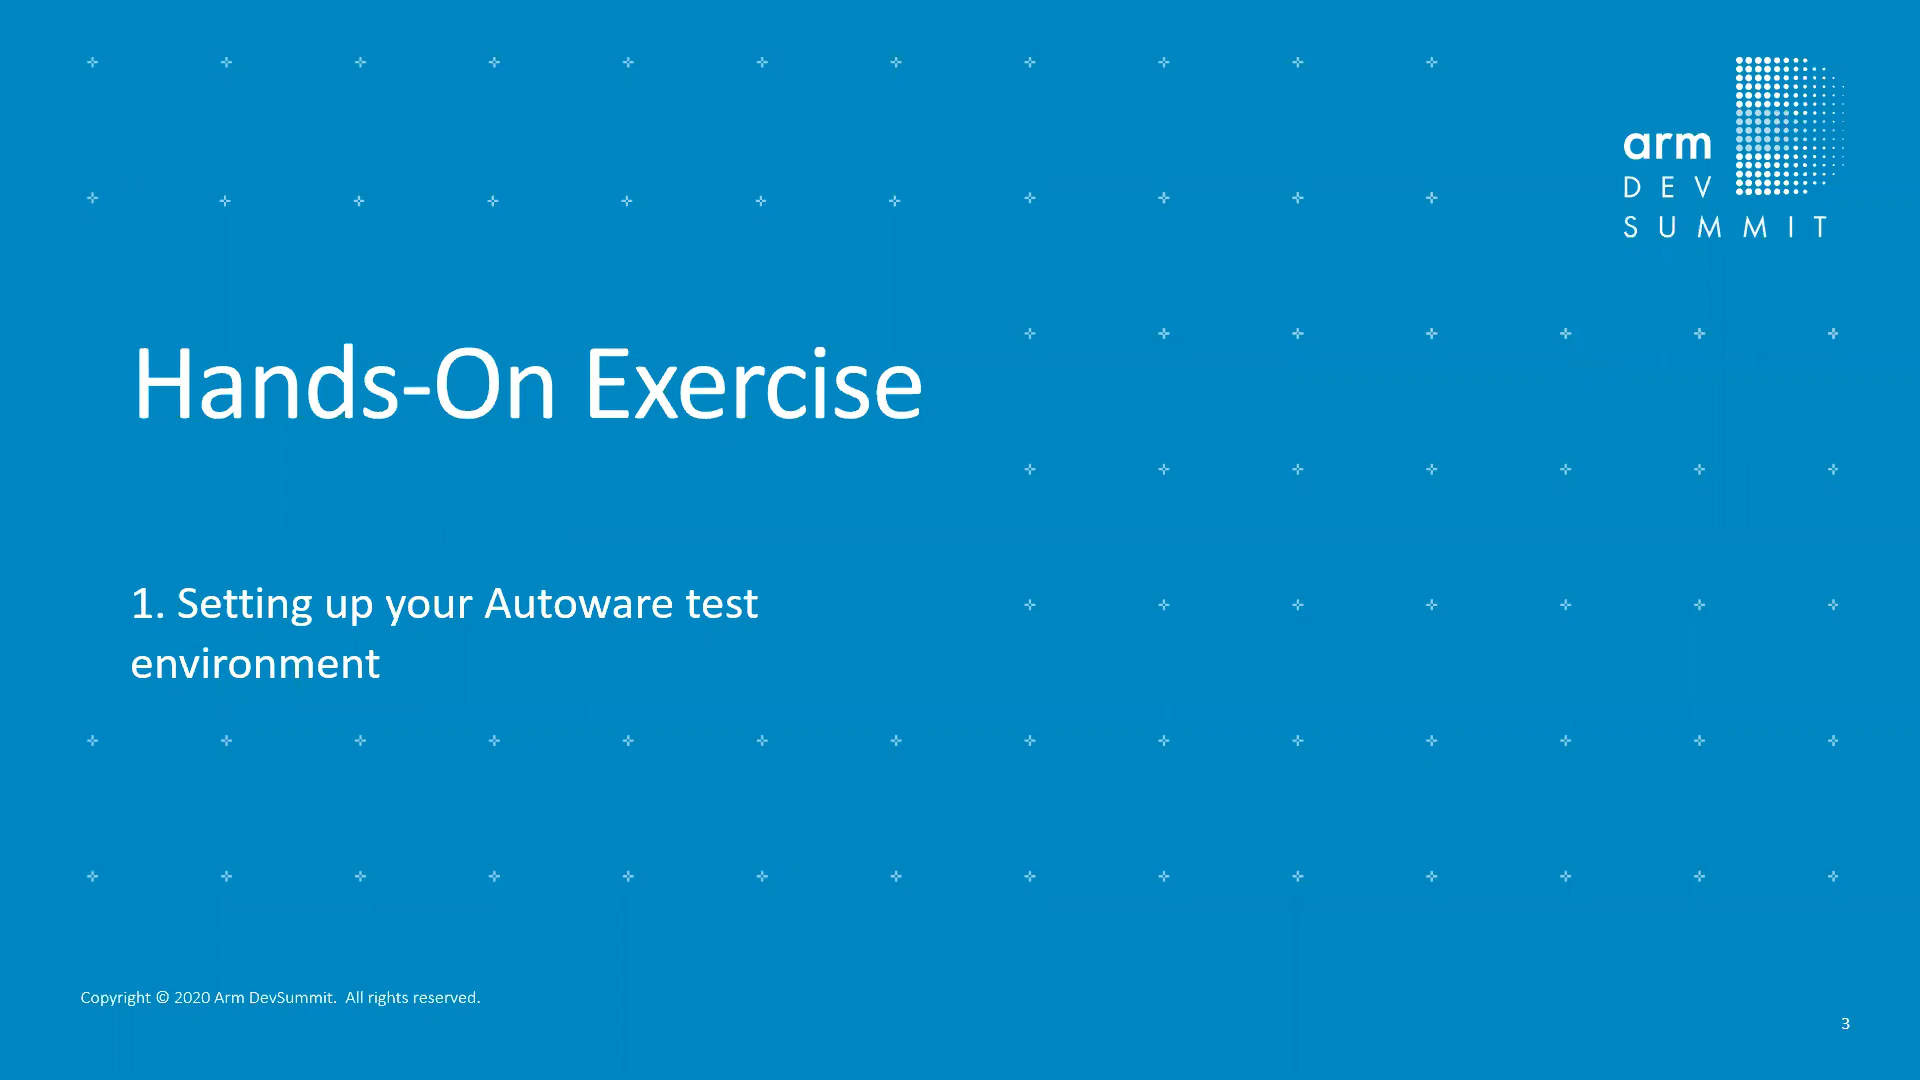 arm
DEV
SUMMIT
Hands-On Exercise
1. Setting up your Autoware test
environment
Copyright © 2020 Arm DevSummit.  All rights reserved.
3